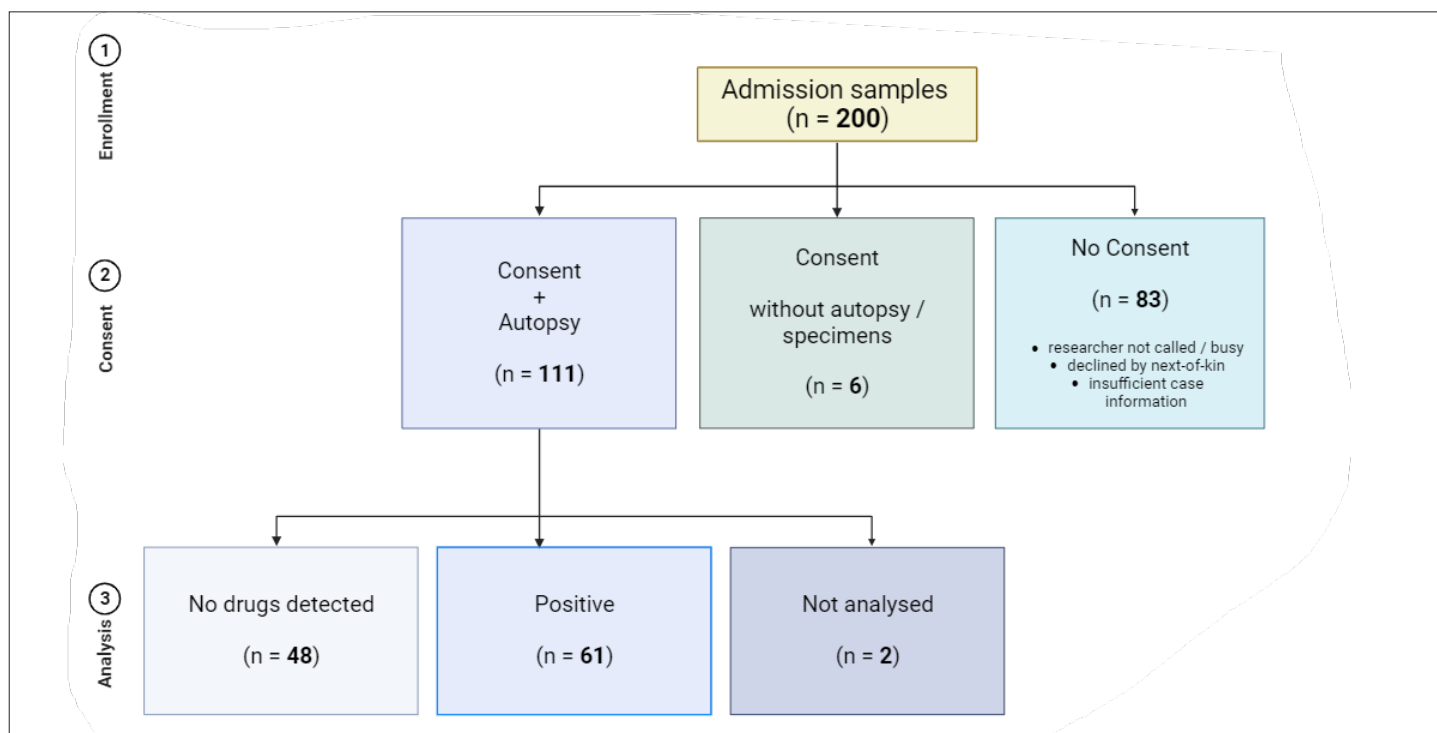 1
Enrollment
Admission samples
(n = 200)
2
Consent
Consent
+
Autopsy
(n = 111)
Consent
without autopsy /
specimens
(n = 6)
No Consent
(n = 83)
• researcher not called / busy
• declined by next-of-kin
• insufficient case
information
3
Analysis
No drugs detected
(n = 48)
Positive
(n = 61)
Not analysed
(n = 2)